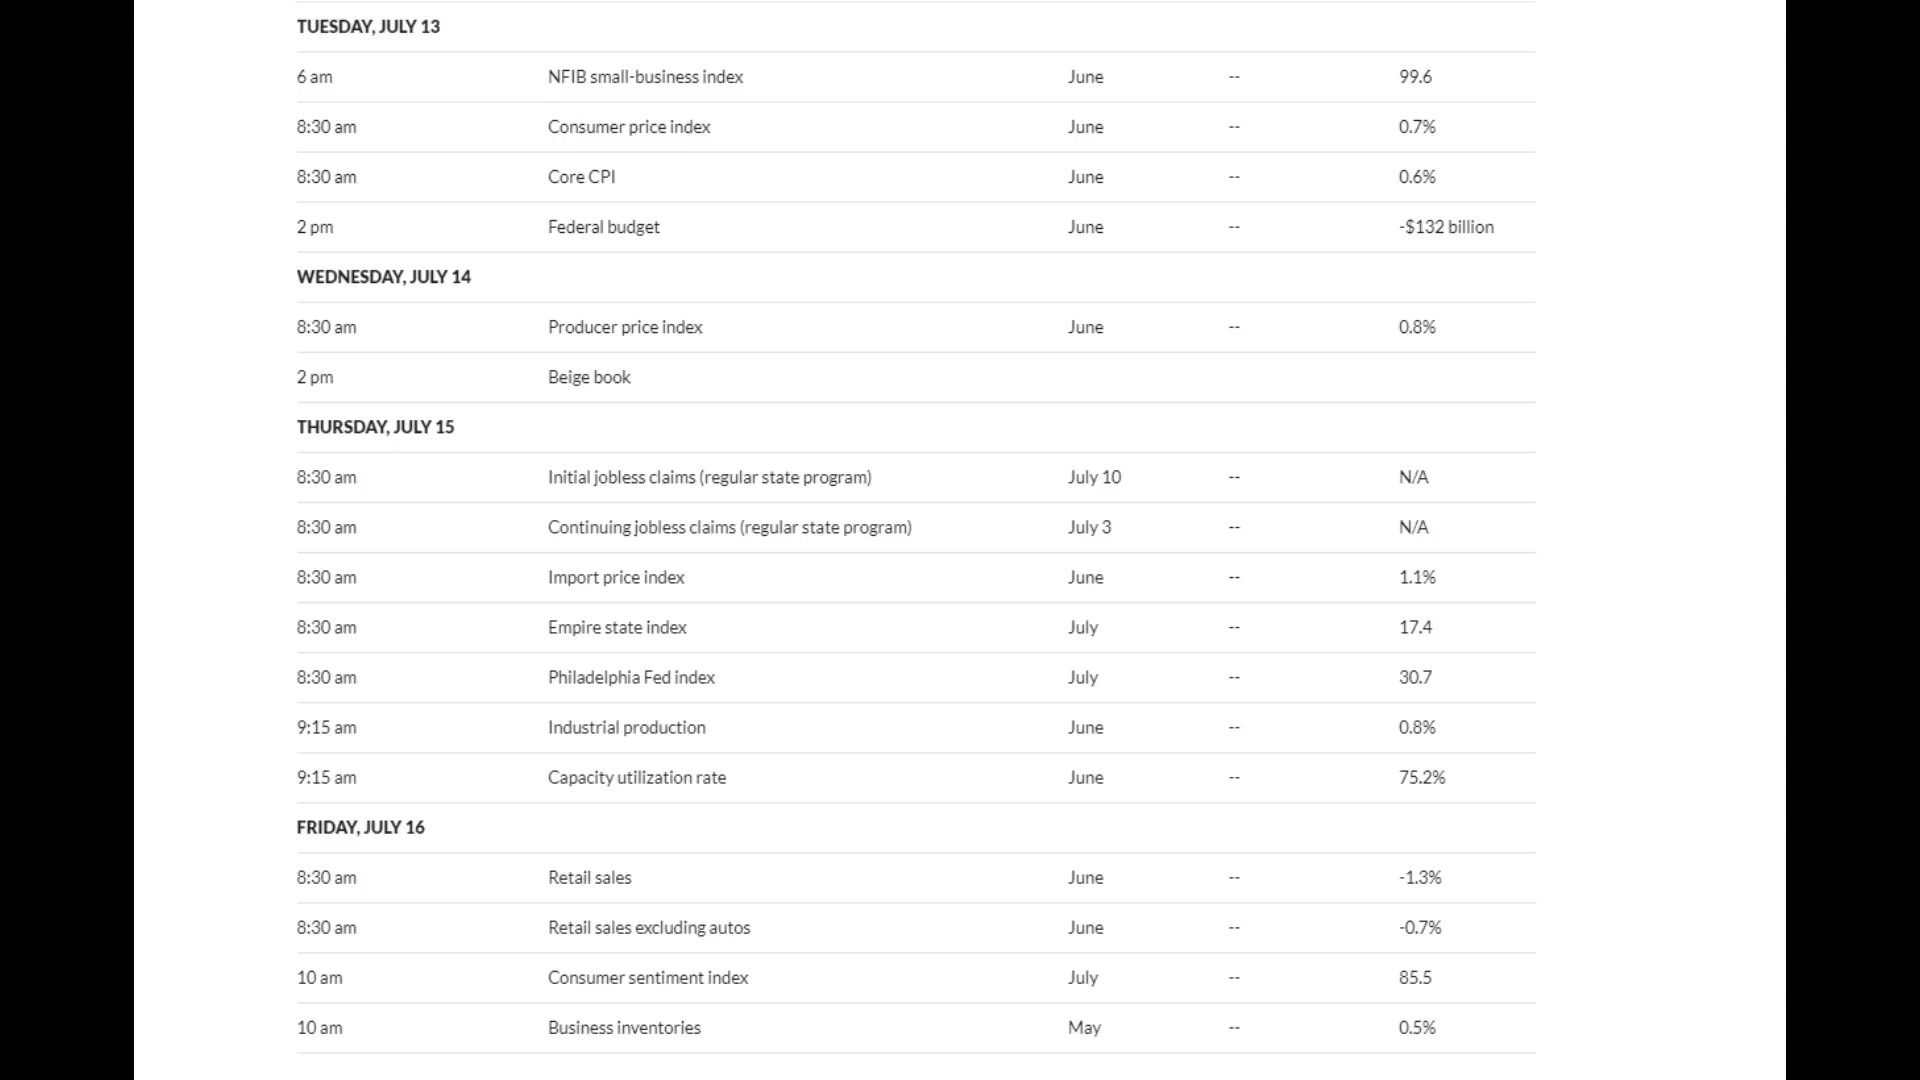 TUESDAY, JULY 13
6 am NFIB small-business index June -- 99.6
8:30 am Consumer price index June -- 0.7%
8:30 am Core CPI June -- 0.6%
2 pm Federal budget June -- -$132 billion
WEDNESDAY, JULY 14
8:30 am Producer price index June -- 0.8%
2 pm Beige book
THURSDAY, JULY 15
8:30 am Initial jobless claims (regular state program) July 10 -- N/A
8:30 am Continuing jobless claims (regular state program) July 3 -- N/A
8:30 am Import price index June -- 1.1%
8:30 am Empire state index July -- 17.4
8:30 am Philadelphia Fed index July -- 30.7
9:15 am Industrial production June -- 0.8%
9:15 am Capacity utilization rate June -- 75.2%
FRIDAY, JULY 16
8:30 am Retail sales June -- -1.3%
8:30 am Retail sales excluding autos June -- -0.7%
10 am Consumer sentiment index July -- 85.5
10 am Business inventories May -- 0.5%